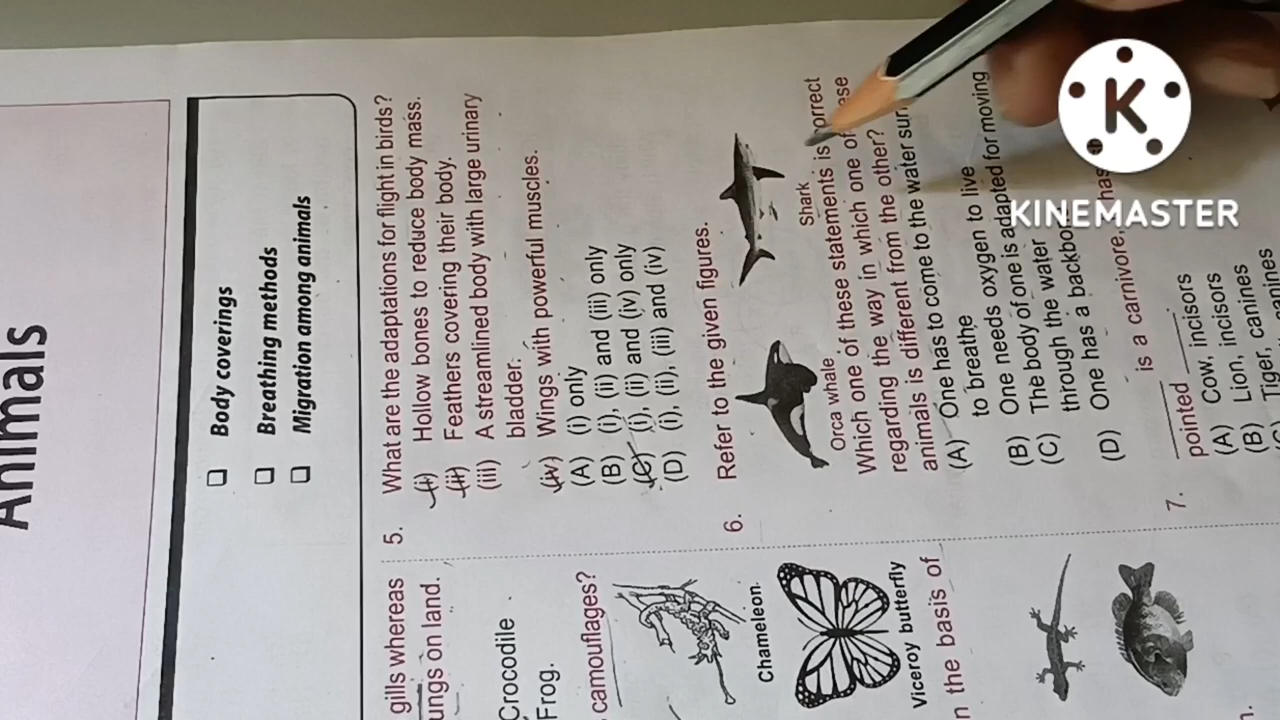 Animals
Body coverings
Breathing methods
Migration among animals
gills whereas
ungs on land.
Crocodile
Frog.
camouflages?
Chameleon.
Viceroy butterfly
n the basis of
5. What are the adaptations for flight in birds?
(i) Hollow bones to reduce body mass.
(ii) Feathers covering their body.
(iii) A streamlined body with large urinary
bladder.
(iv) Wings with powerful muscles.
(A) (i) only
(B) (i), (ii) and (iii) only
(C) (i), (ii) and (iv) only
(D) (i), (ii), (iii) and (iv)
6. Refer to the given figures.
Orca whale
Shark
Which one of these statements is orrect
regarding the way in which one of ase
animals is different from the other?
(A) One has to come to the water sur
to breathe
(B) One needs oxygen to live
(C) The body of one is adapted for moving
through the water
(D) One has a backbon
7. is a carnivore, has
pointed incisors
(A) Cow, incisors
(B) Lion, canines
Tiger, canines
KINEMASTER